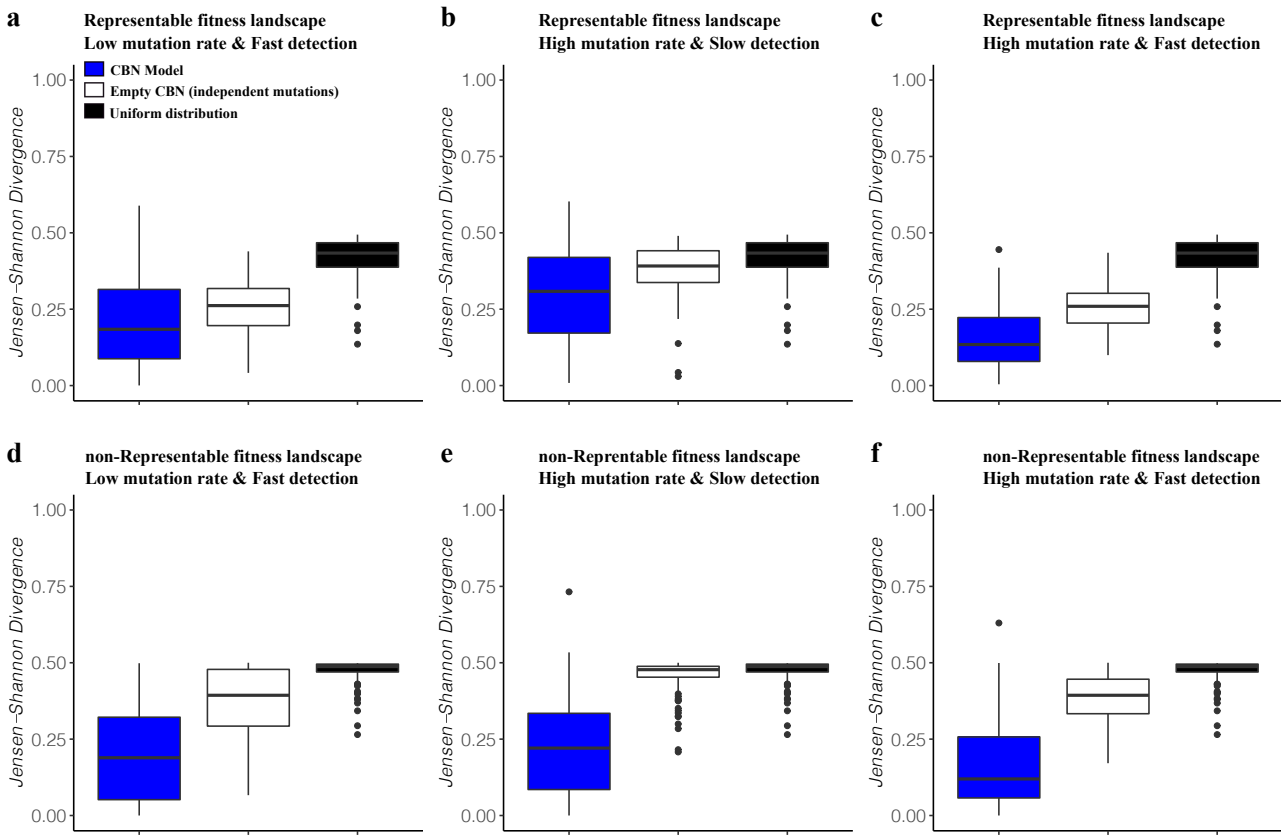 a
Representable fitness landscape
Low mutation rate & Fast detection
CBN Model
Empty CBN (independent mutations)
Uniform distribution
Jensen–Shannon Divergence
1.00
0.75
0.50
0.25
0.00
b
Representable fitness landscape
High mutation rate & Slow detection
Jensen–Shannon Divergence
1.00
0.75
0.50
0.25
0.00
c
Representable fitness landscape
High mutation rate & Fast detection
Jensen–Shannon Divergence
1.00
0.75
0.50
0.25
0.00
d
non-Representable fitness landscape
Low mutation rate & Fast detection
Jensen–Shannon Divergence
1.00
0.75
0.50
0.25
0.00
e
non-Reprentable fitness landscape
High mutation rate & Slow detection
Jensen–Shannon Divergence
1.00
0.75
0.50
0.25
0.00
f
non-Representable fitness landscape
High mutation rate & Fast detection
Jensen–Shannon Divergence
1.00
0.75
0.50
0.25
0.00